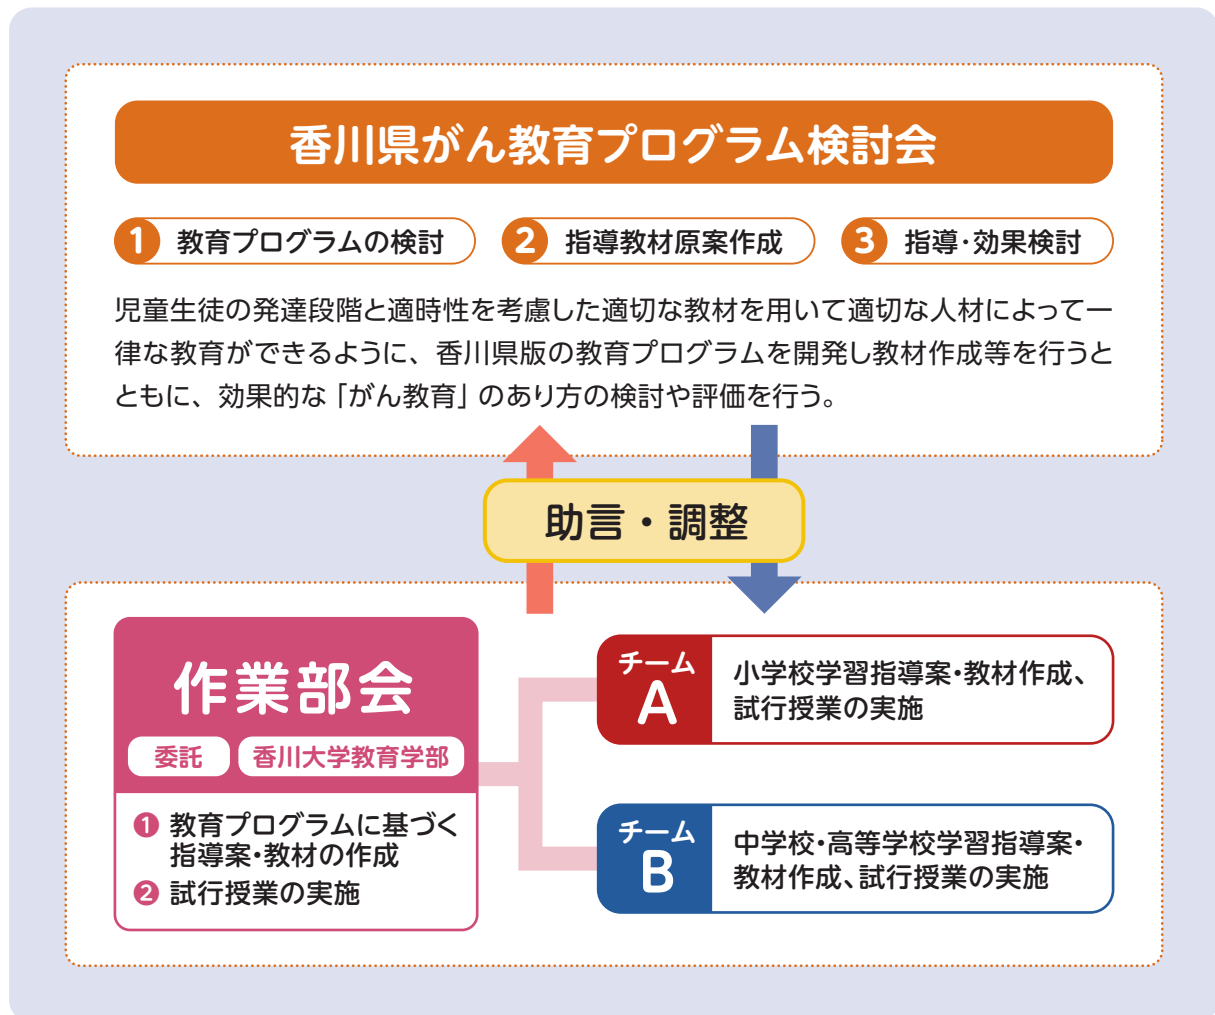 香川県がん教育プログラム検討会
1 教育プログラムの検討
2 指導教材原案作成
3 指導・効果検討
児童生徒の発達段階と適時性を考慮した適切な教材を用いて適切な人材によって一
律な教育ができるように、香川県版の教育プログラムを開発し教材作成等を行うと
ともに、効果的な「がん教育」のあり方の検討や評価を行う。
助言・調整
作業部会
委託 香川大学教育学部
1 教育プログラムに基づく
指導案・教材の作成
2 試行授業の実施
チーム
A
小学校学習指導案・教材作成、
試行授業の実施
チーム
B
中学校・高等学校学習指導案・
教材作成、試行授業の実施